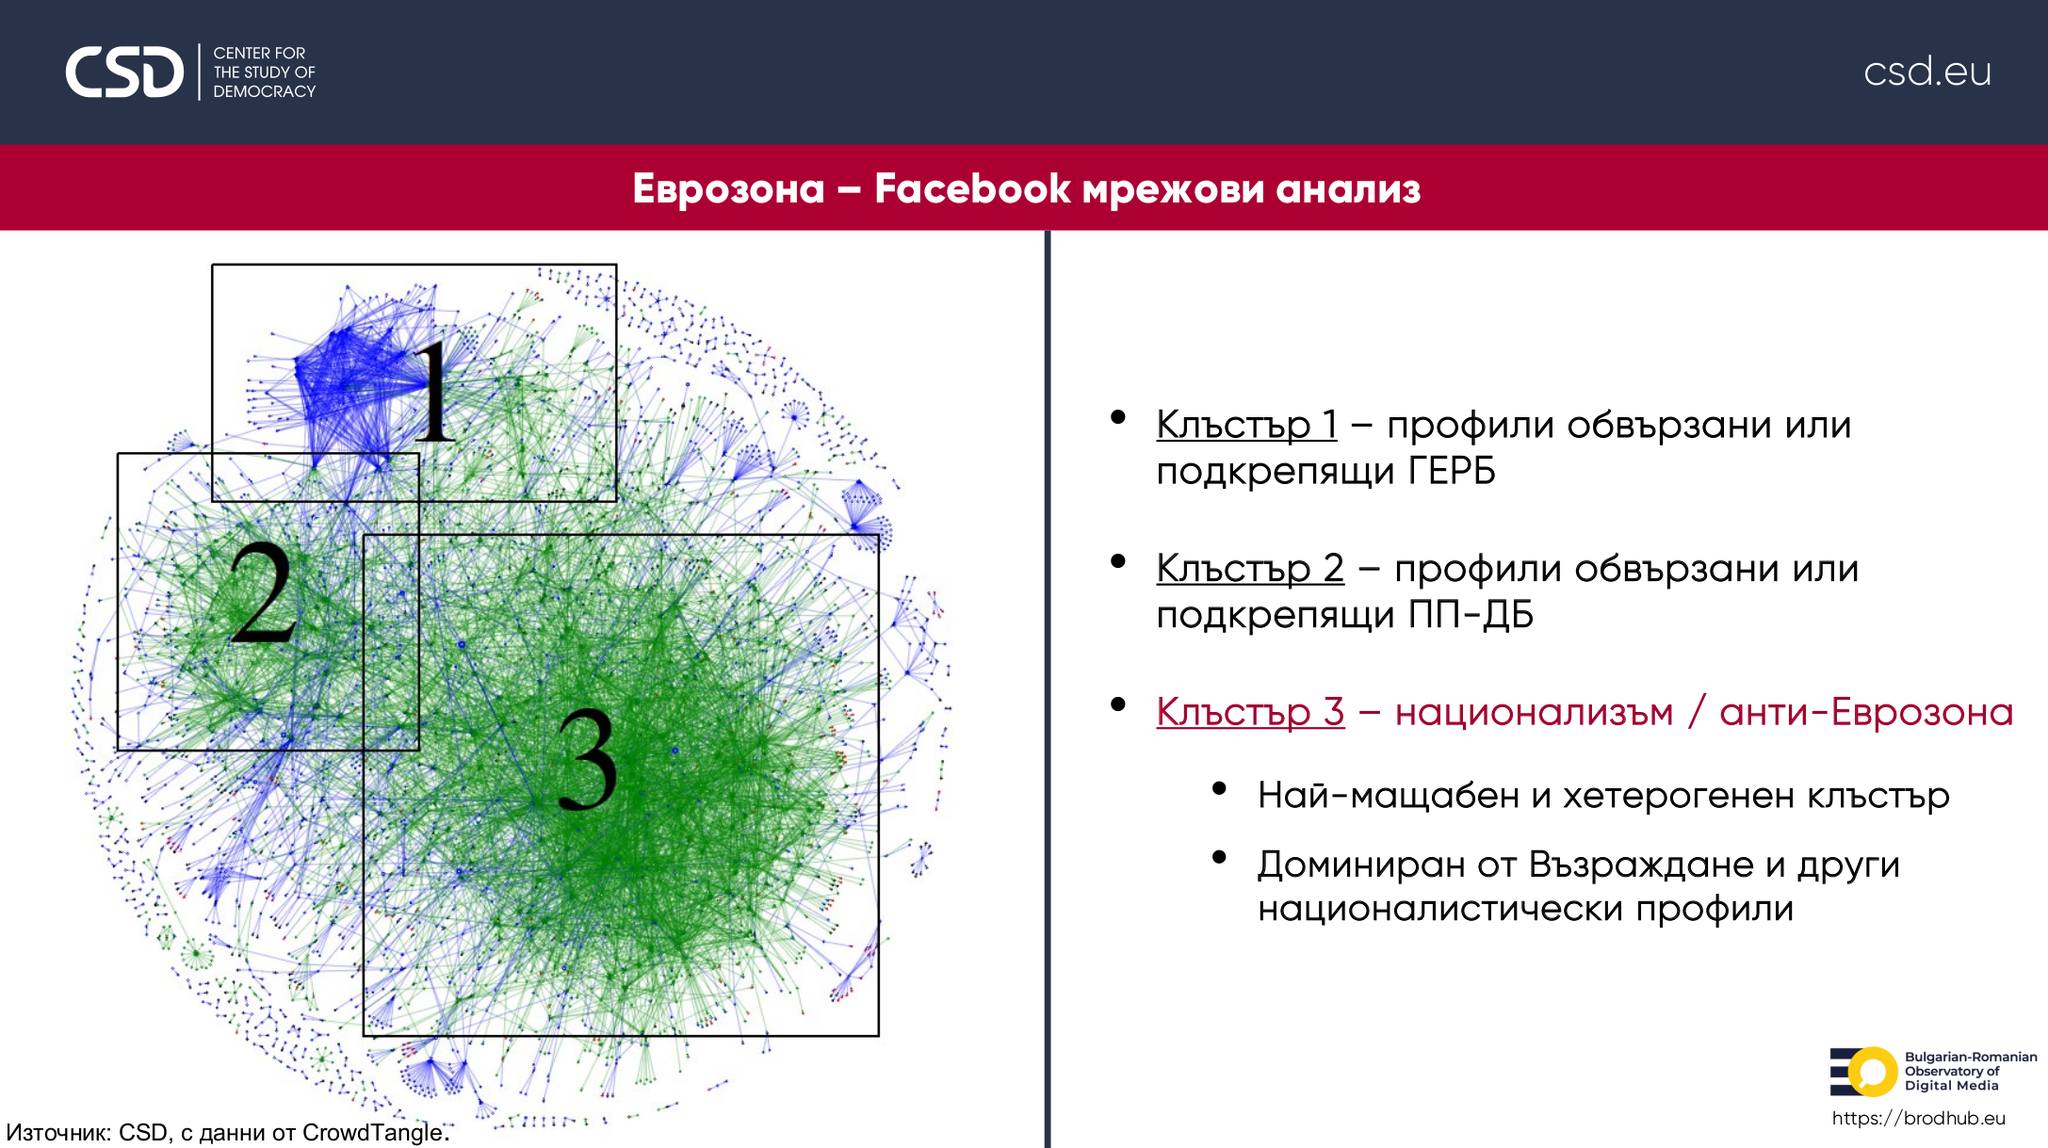 CSD
CENTER FOR
THE STUDY OF
DEMOCRACY
csd.eu
Еврозона – Facebook мрежови анализ
1
2
3
• Клъстър 1 – профили обвързани или
подкрепящи ГЕРБ
• Клъстър 2 – профили обвързани или
подкрепящи ПП-ДБ
• Клъстър 3 – национализъм / анти-Еврозона
• Най-мащабен и хетерогенен клъстър
• Доминиран от Възраждане и други
националистически профили
Bulgarian-Romanian
Observatory of
Digital Media
https://brodhub.eu
Източник: CSD, с данни от CrowdTangle.